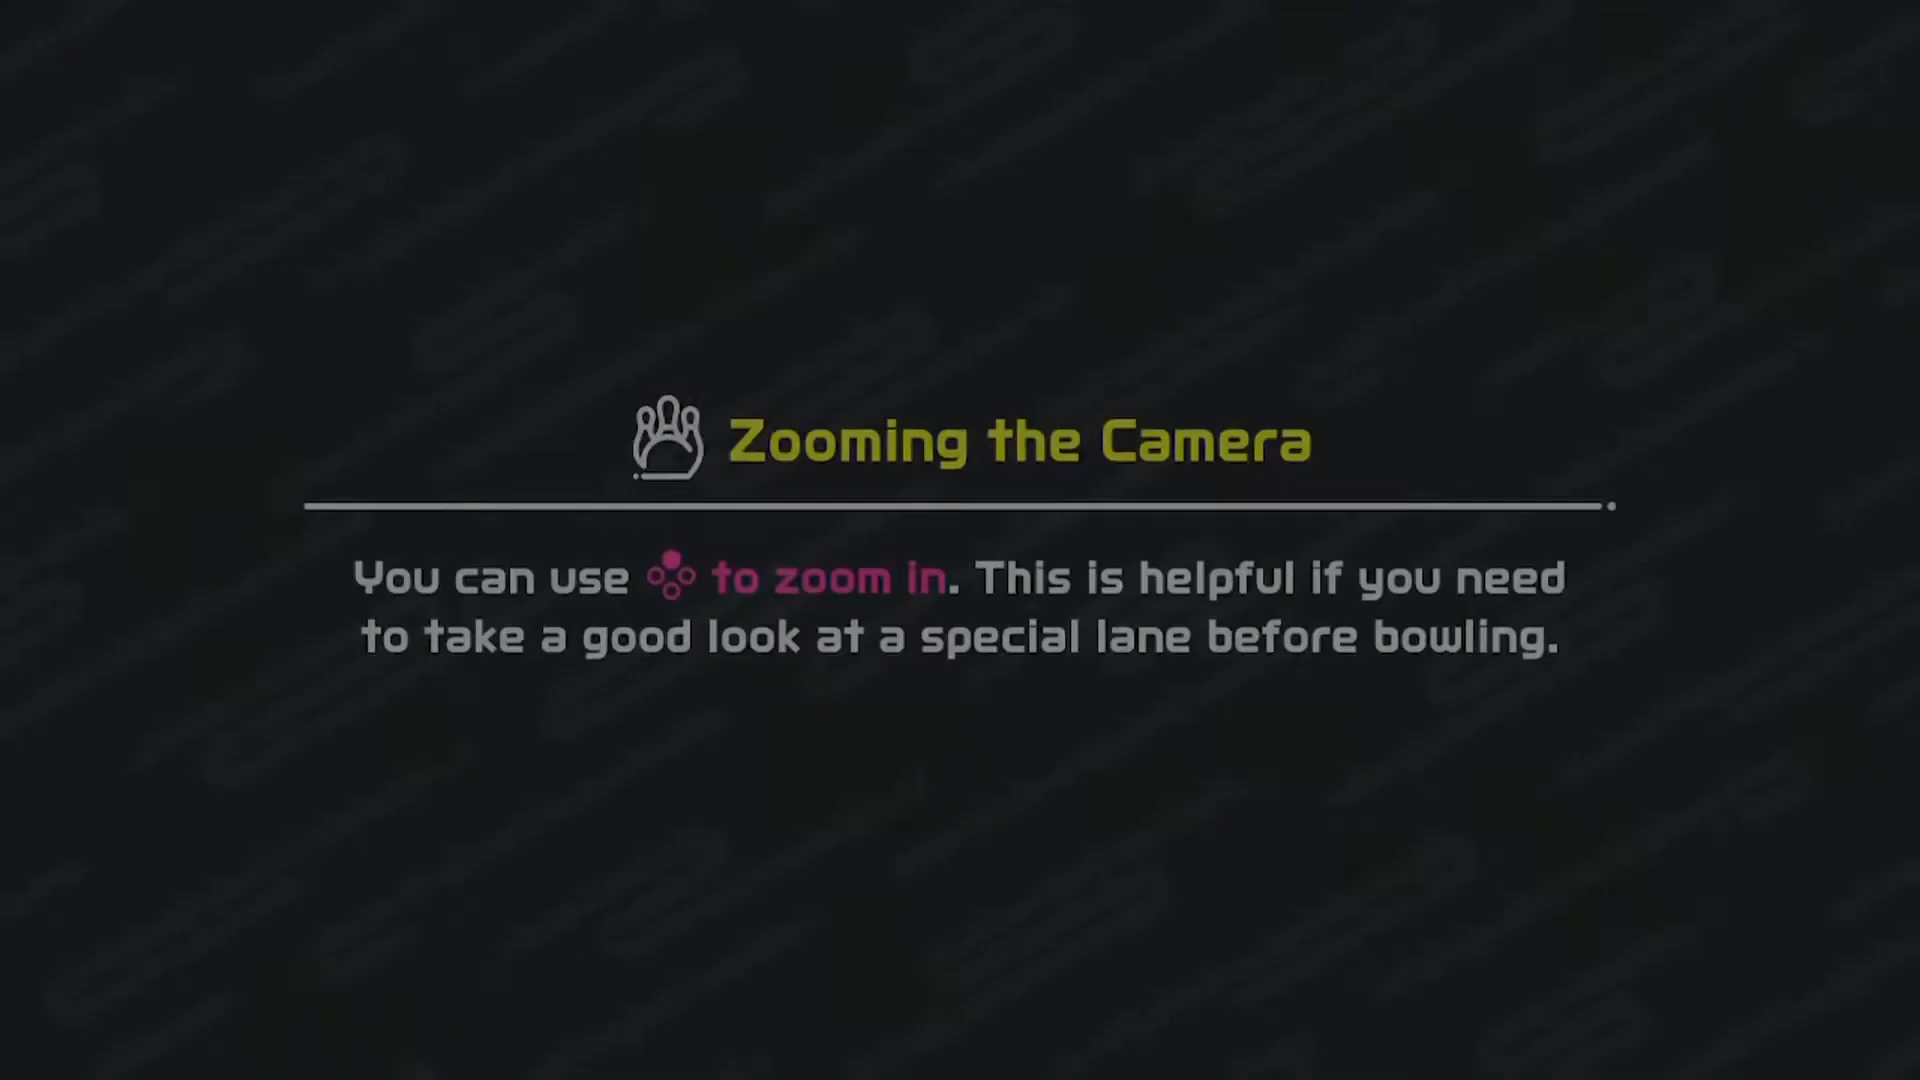 Zooming the Camera
You can use to zoom in. This is helpful if you need
to take a good look at a special lane before bowling.